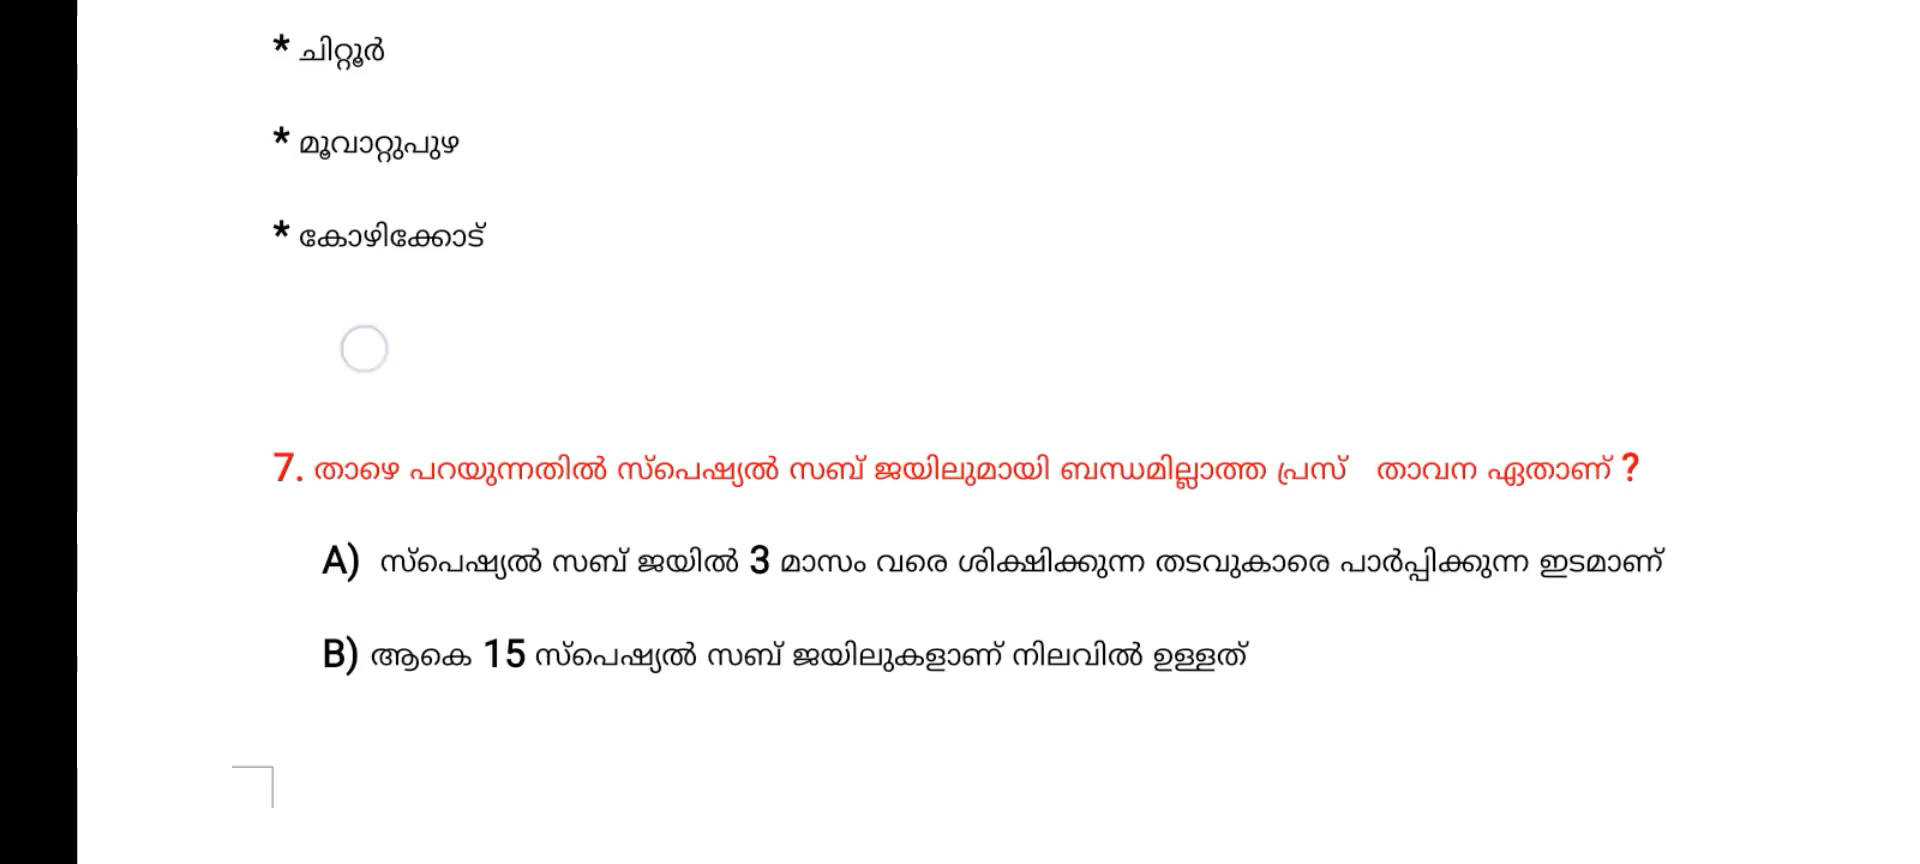 * ചിറ്റൂർ
* മൂവാറ്റുപുഴ
* കോഴിക്കോട്
7. താഴെ പറയുന്നതിൽ സ്പെഷ്യൽ സബ് ജയിലുമായി ബന്ധമില്ലാത്ത പ്രസ് താവന ഏതാണ് ?
A) സ്പെഷ്യൽ സബ് ജയിൽ 3 മാസം വരെ ശിക്ഷിക്കുന്ന തടവുകാരെ പാർപ്പിക്കുന്ന ഇടമാണ്
B) ആകെ 15 സ്പെഷ്യൽ സബ് ജയിലുകളാണ് നിലവിൽ ഉള്ളത്